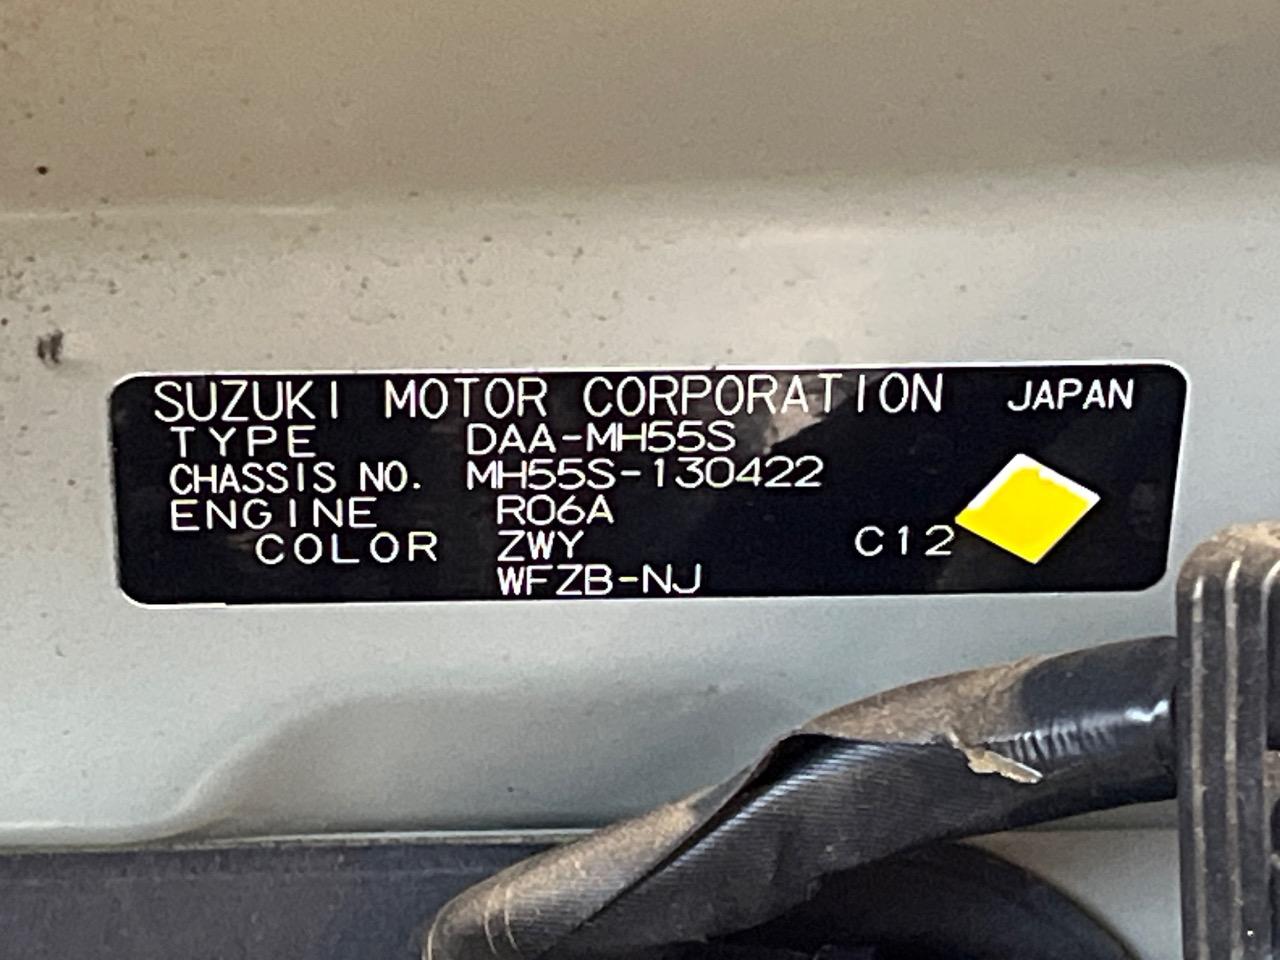 SUZUKI MOTOR CORPORATION JAPAN
TYPE DAA-MH55S
CHASSIS NO. MH55S-130422
ENGINE R06A
COLOR ZWY C12
WFZB-NJ